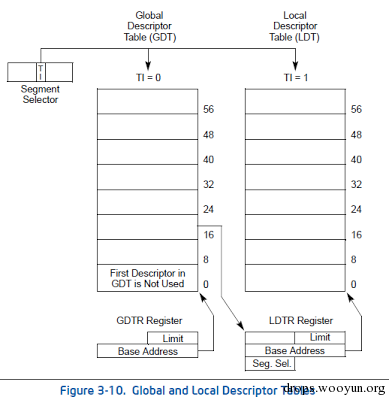 Global
Descriptor
Table (GDT)
Local
Descriptor
Table (LDT)
T
I
Segment
Selector
TI = 0
TI = 1
56
48
40
32
24
16
8
0
First Descriptor in
GDT is Not Used
56
48
40
32
24
16
8
0
GDTR Register
Limit
Base Address
LDTR Register
Limit
Base Address
Seg. Sel.
Figure 3-10. Global and Local Descriptor Tables
drops.wooyun.org